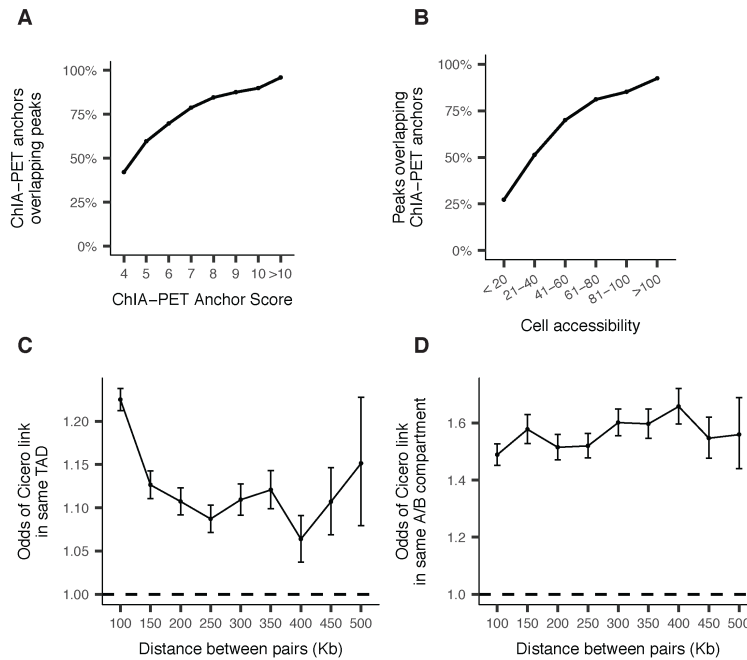 A
ChIA−PET anchors
overlapping peaks
100%
75%
50%
25%
0%
4 5 6 7 8 9 10 >10
ChIA−PET Anchor Score
B
Peaks overlapping
ChIA−PET anchors
100%
75%
50%
25%
0%
< 20 21−40 41−60 61−80 81−100 >100
Cell accessibility
C
Odds of Cicero link
in same TAD
1.20
1.15
1.10
1.05
1.00
100 150 200 250 300 350 400 450 500
Distance between pairs (Kb)
D
Odds of Cicero link
in same A/B compartment
1.6
1.4
1.2
1.0
100 150 200 250 300 350 400 450 500
Distance between pairs (Kb)